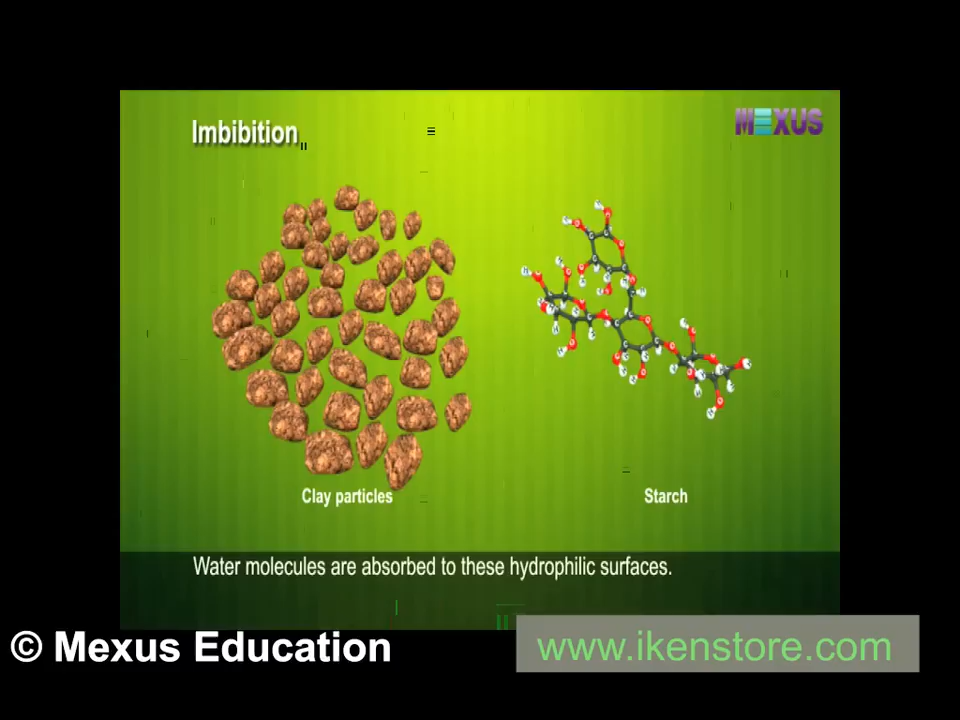 Imbibition
MEXUS
Clay particles
Starch
Water molecules are absorbed to these hydrophilic surfaces.
© Mexus Education
www.ikenstore.com